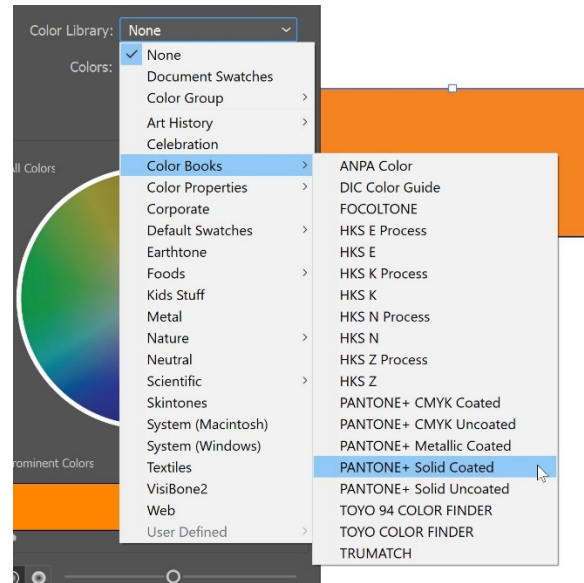 Color Library: None
Colors:
None
Document Swatches
Color Group
Art History
Celebration
Color Books
Color Properties
Corporate
Default Swatches
Earthtone
Foods
Kids Stuff
Metal
Nature
Neutral
Scientific
Skintones
System (Macintosh)
System (Windows)
Textiles
VisiBone2
Web
User Defined
ANPA Color
DIC Color Guide
FOCOLTONE
HKS E Process
HKS E
HKS K Process
HKS K
HKS N Process
HKS N
HKS Z Process
HKS Z
PANTONE+ CMYK Coated
PANTONE+ CMYK Uncoated
PANTONE+ Metallic Coated
PANTONE+ Solid Coated
PANTONE+ Solid Uncoated
TOYO 94 COLOR FINDER
TOYO COLOR FINDER
TRUMATCH
ll Colors
rominent Colors